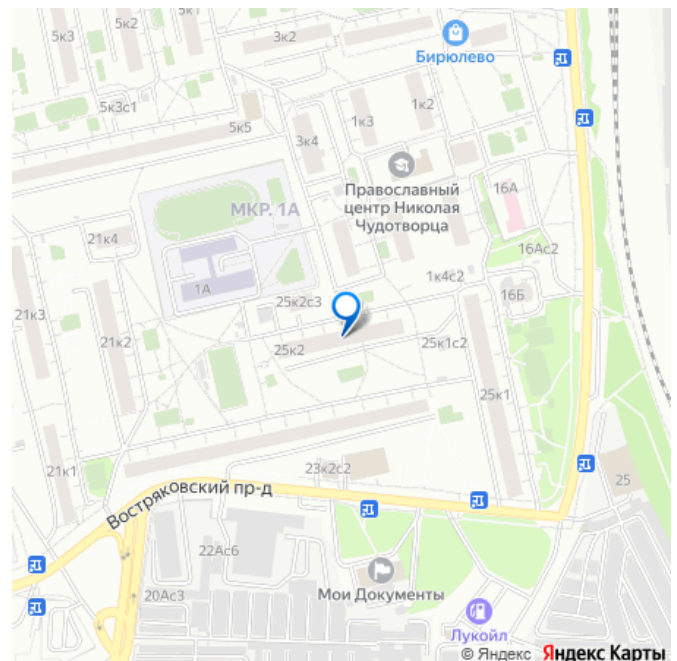 5к3
5к2
5к1
3к2
Бирюлево
5к3с1
5к5
1к3
1к2
3к4
16А
Православный
центр Николая
Чудотворца
МКР. 1А
21к4
16Ас2
1А
1к4с2
25к2с3
16Б
21к3
21к2
25к2
25к1с2
25к1
21к1
23к2с2
25
Востряковский пр-д
22Ас6
20Ас3
Мои Документы
Лукойл
© Яндекс Яндекс Карты